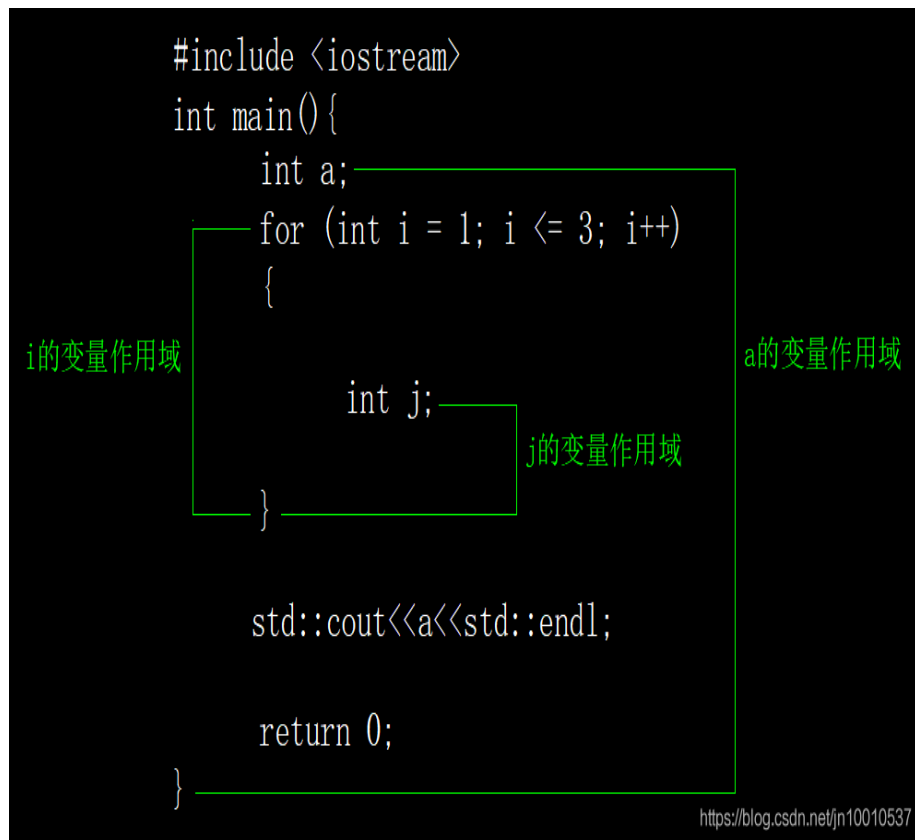 #include <iostream>
int main(){
int a;
for (int i = 1; i <= 3; i++)
{
i的变量作用域
a的变量作用域
int j;
j的变量作用域
}
std::cout<<a<<std::endl;
return 0;
}
https://blog.csdn.net/jn10010537